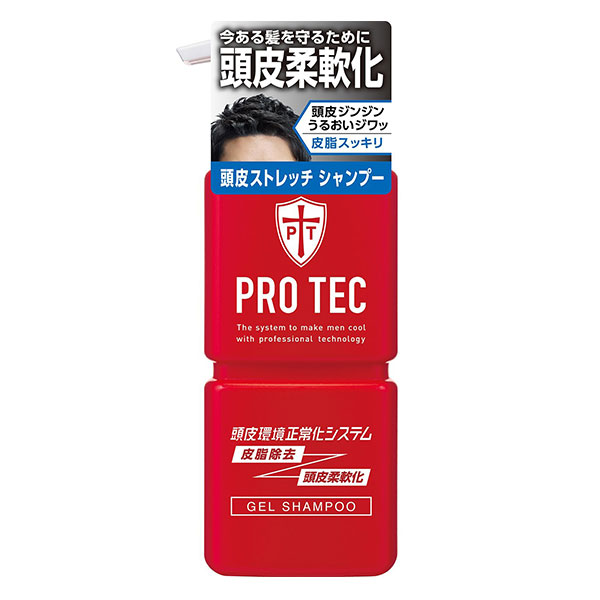 今ある髪を守るために
頭皮柔軟化
頭皮ジンジン
うるおいジワッ
皮脂スッキリ
頭皮ストレッチ シャンプー
P T
PRO TEC
The system to make men cool
with professional technology
頭皮環境正常化システム
皮脂除去
頭皮柔軟化
GEL SHAMPOO